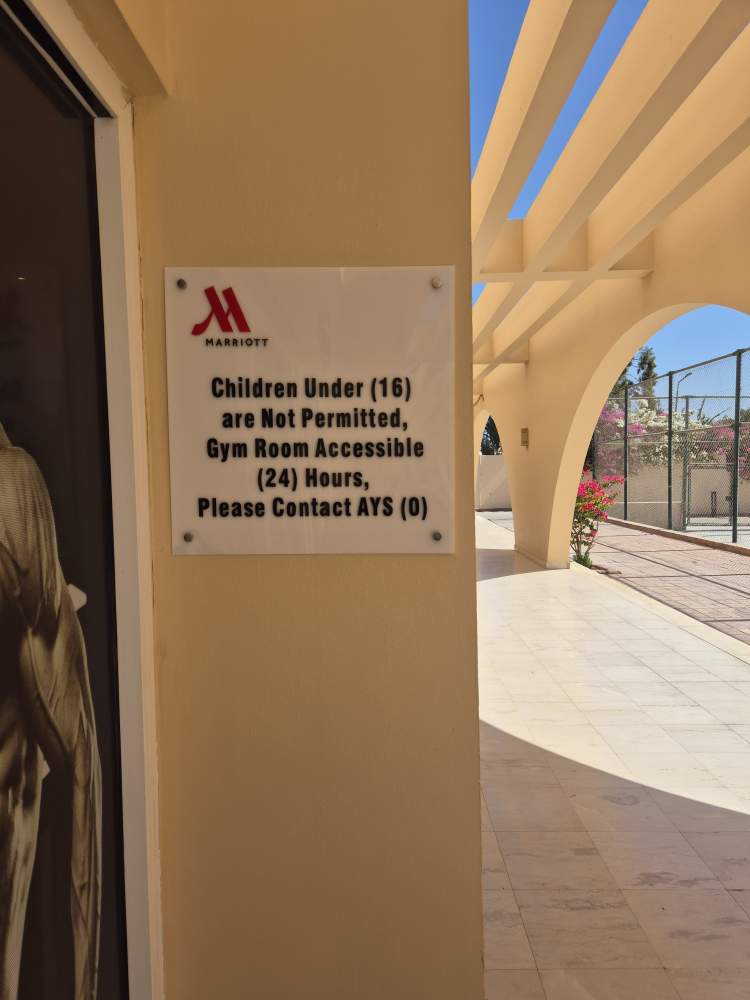 MARRIOTT
Children Under (16)
are Not Permitted,
Gym Room Accessible
(24) Hours,
Please Contact AYS (0)